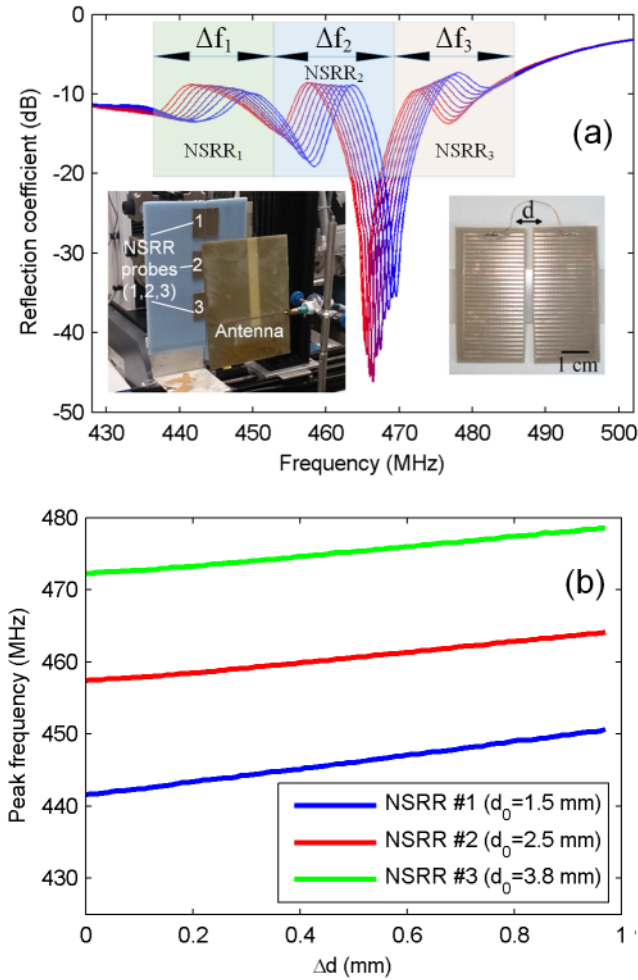 0
-10
-20
-30
-40
-50
Reflection coefficient (dB)
Δf₁ Δf₂ Δf₃
NSRR₂
NSRR₁ NSRR₃
(a)
1
NSRR
probes
(1,2,3)
2
3
Antenna
d
1 cm
430 440 450 460 470 480 490 500
Frequency (MHz)
480
470
460
450
440
430
Peak frequency (MHz)
(b)
NSRR #1 (d₀=1.5 mm)
NSRR #2 (d₀=2.5 mm)
NSRR #3 (d₀=3.8 mm)
0 0.2 0.4 0.6 0.8 1
Δd (mm)